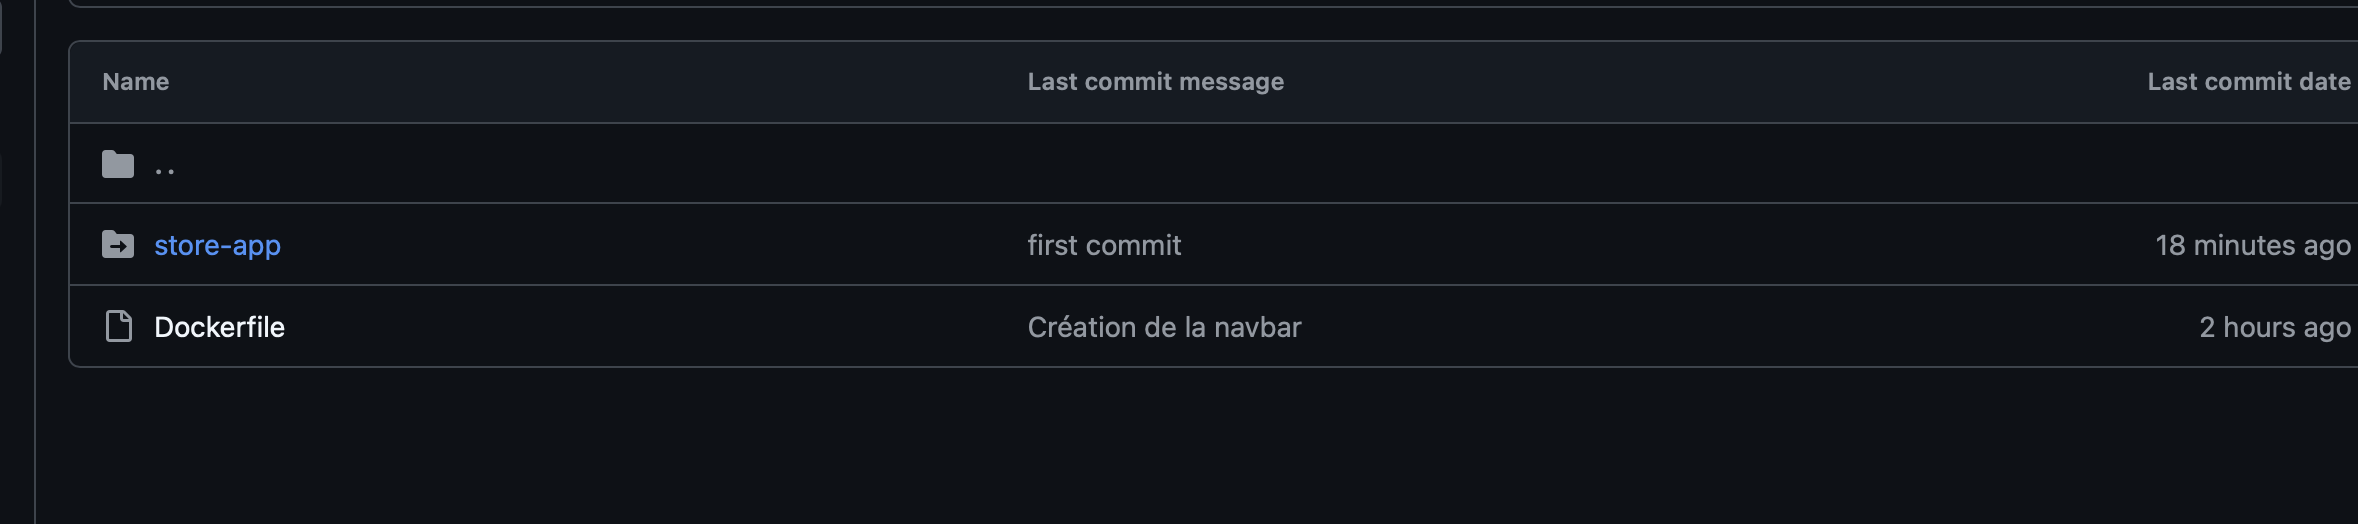 Name Last commit message Last commit date
..
store-app first commit 18 minutes ago
Dockerfile Création de la navbar 2 hours ago